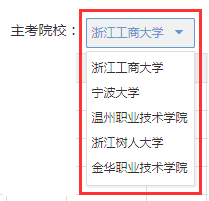 主考院校：浙江工商大学
浙江工商大学
宁波大学
温州职业技术学院
浙江树人大学
金华职业技术学院